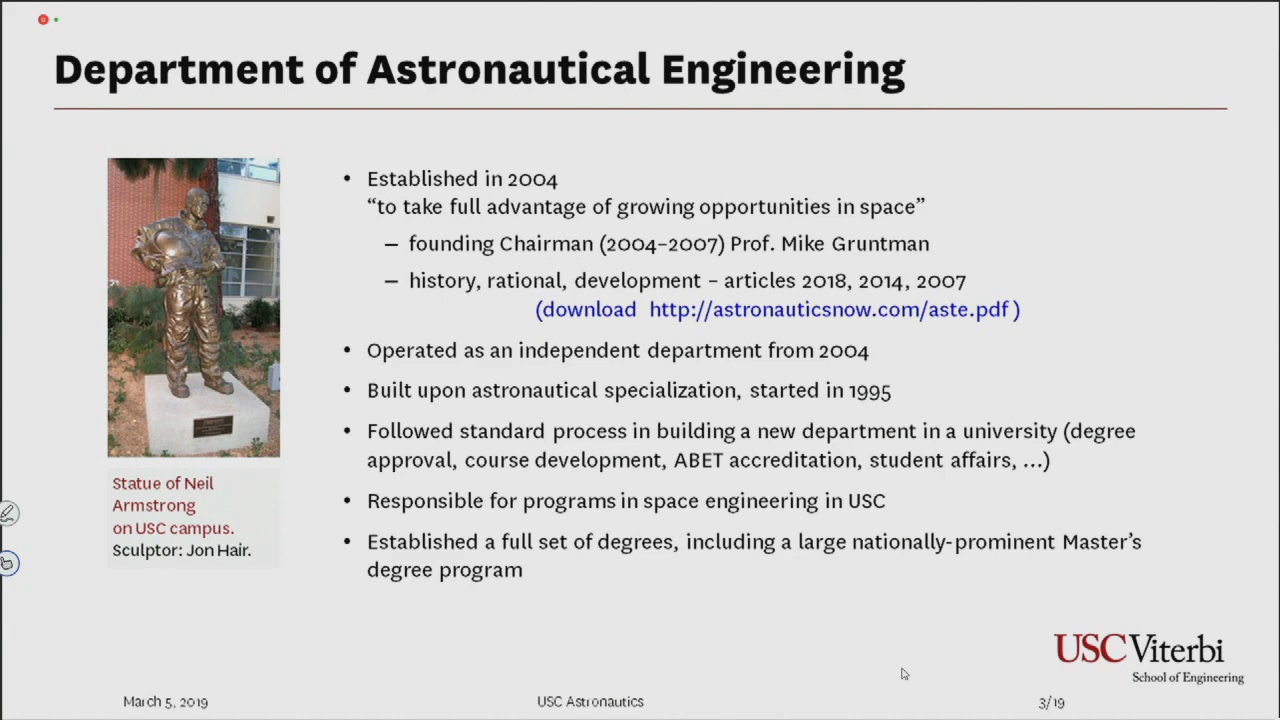 Department of Astronautical Engineering
• Established in 2004
“to take full advantage of growing opportunities in space”
– founding Chairman (2004–2007) Prof. Mike Gruntman
– history, rational, development – articles 2018, 2014, 2007
(download http://astronauticsnow.com/aste.pdf)
• Operated as an independent department from 2004
• Built upon astronautical specialization, started in 1995
• Followed standard process in building a new department in a university (degree
approval, course development, ABET accreditation, student affairs, …)
• Responsible for programs in space engineering in USC
• Established a full set of degrees, including a large nationally-prominent Master’s
degree program
Statue of Neil
Armstrong
on USC campus.
Sculptor: Jon Hair.
USC Viterbi
School of Engineering
March 5, 2019
USC Astronautics
3/19